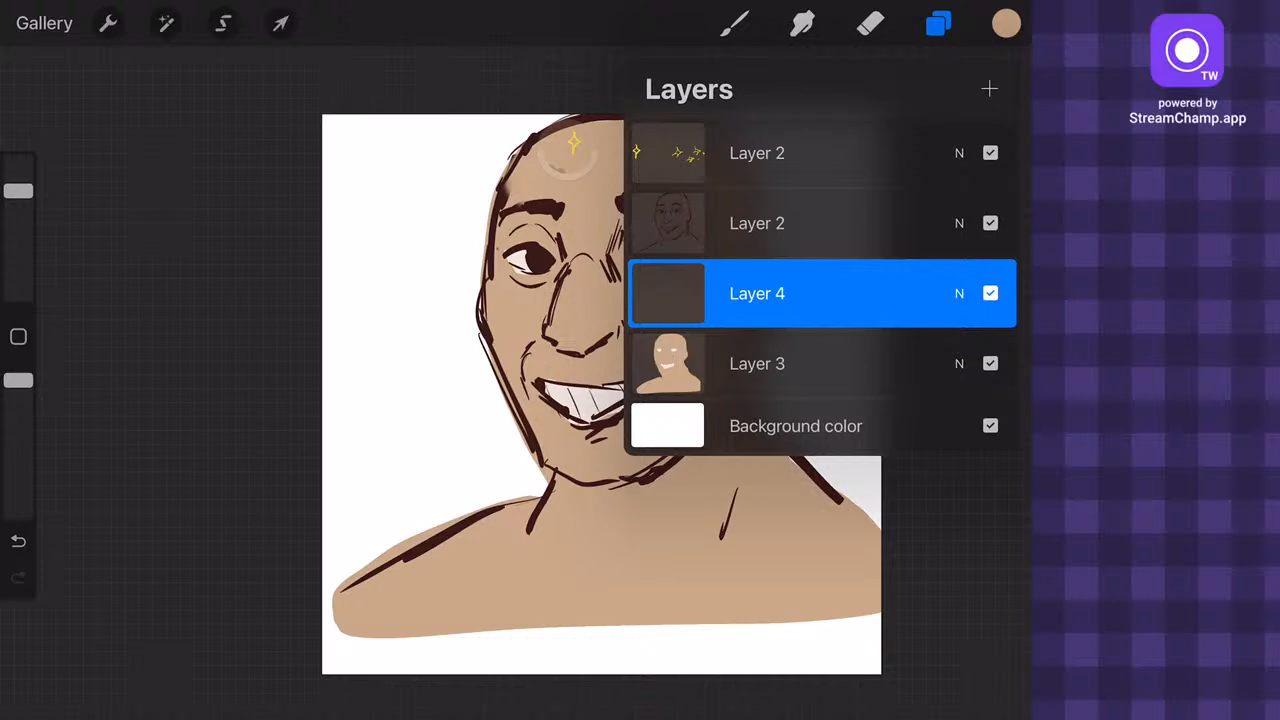 Gallery
Layers
Layer 2
N
Layer 2
N
Layer 4
N
Layer 3
N
Background color
TW
powered by
StreamChamp.app